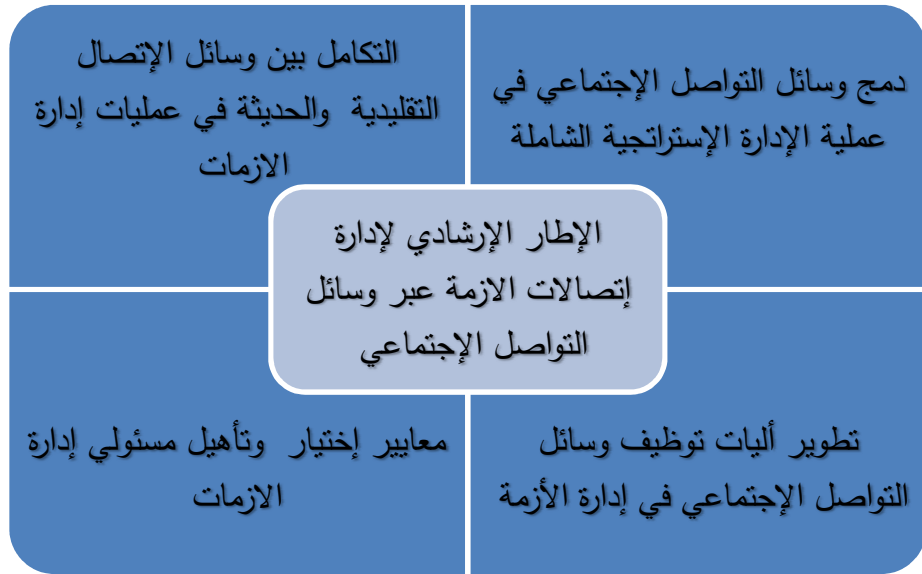 دمج وسائل التواصل الإجتماعي في
عملية الإدارة الإستراتجية الشاملة
التكامل بين وسائل الإتصال
التقليدية والحديثة في عمليات إدارة
الازمات
الإطار الإرشادي لإدارة
إتصالات الازمة عبر وسائل
التواصل الإجتماعي
تطوير أليات توظيف وسائل
التواصل الإجتماعي في إدارة الأزمة
معايير إختيار وتأهيل مسئولي إدارة
الازمات